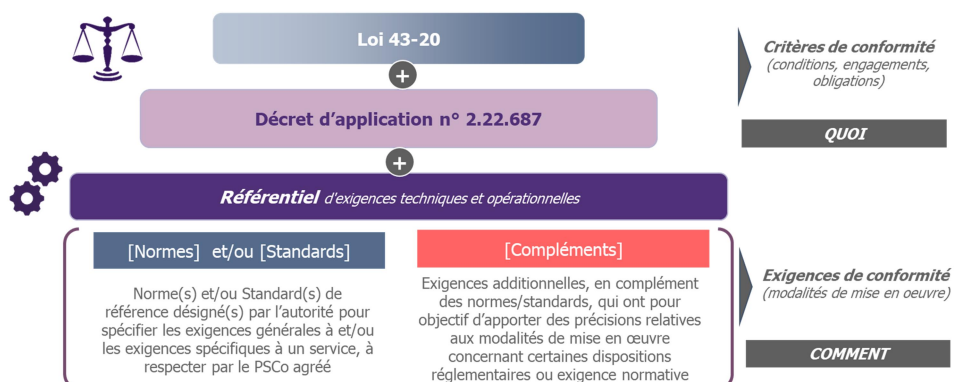 Loi 43-20
+
Décret d'application n° 2.22.687
+
Référentiel d'exigences techniques et opérationnelles
[Normes] et/ou [Standards]
Norme(s) et/ou Standard(s) de
référence désigné(s) par l'autorité pour
spécifier les exigences générales à et/ou
les exigences spécifiques à un service, à
respecter par le PSCo agréé
[Compléments]
Exigences additionnelles, en complément
des normes/standards, qui ont pour
objectif d'apporter des précisions relatives
aux modalités de mise en œuvre
concernant certaines dispositions
réglementaires ou exigence normative
Critères de conformité
(conditions, engagements,
obligations)
QUOI
Exigences de conformité
(modalités de mise en oeuvre)
COMMENT